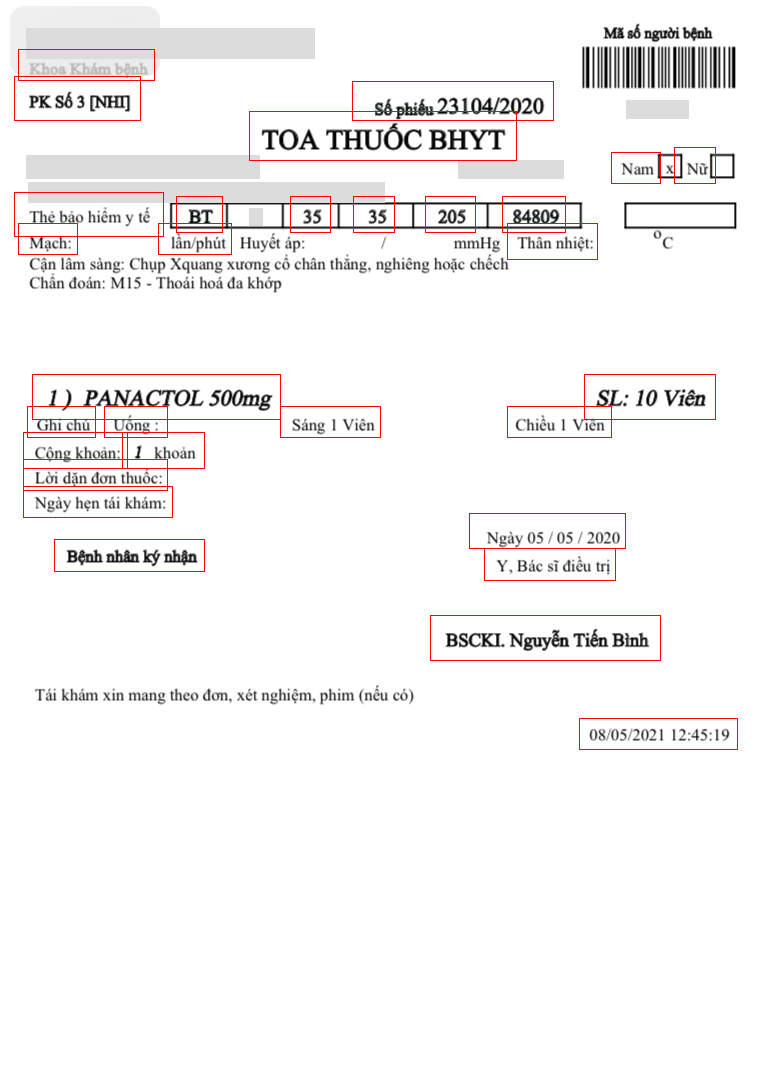 Mã số người bệnh
Khoa Khám bệnh
PK Số 3 [NHI]
Số phiếu 23104/2020
TOA THUỐC BHYT
Nam x Nữ
Thẻ bảo hiểm y tế BT 35 35 205 84809
Mạch: lần/phút Huyết áp: / mmHg Thân nhiệt: °C
Cận lâm sàng: Chụp Xquang xương cổ chân thẳng, nghiêng hoặc chếch
Chẩn đoán: M15 - Thoái hoá đa khớp
1 ) PANACTOL 500mg SL: 10 Viên
Ghi chú Uống : Sáng 1 Viên Chiều 1 Viên
Cộng khoản: 1 khoản
Lời dặn đơn thuốc:
Ngày hẹn tái khám:
Ngày 05 / 05 / 2020
Bệnh nhân ký nhận
Y, Bác sĩ điều trị
BSCKI. Nguyễn Tiến Bình
Tái khám xin mang theo đơn, xét nghiệm, phim (nếu có)
08/05/2021 12:45:19